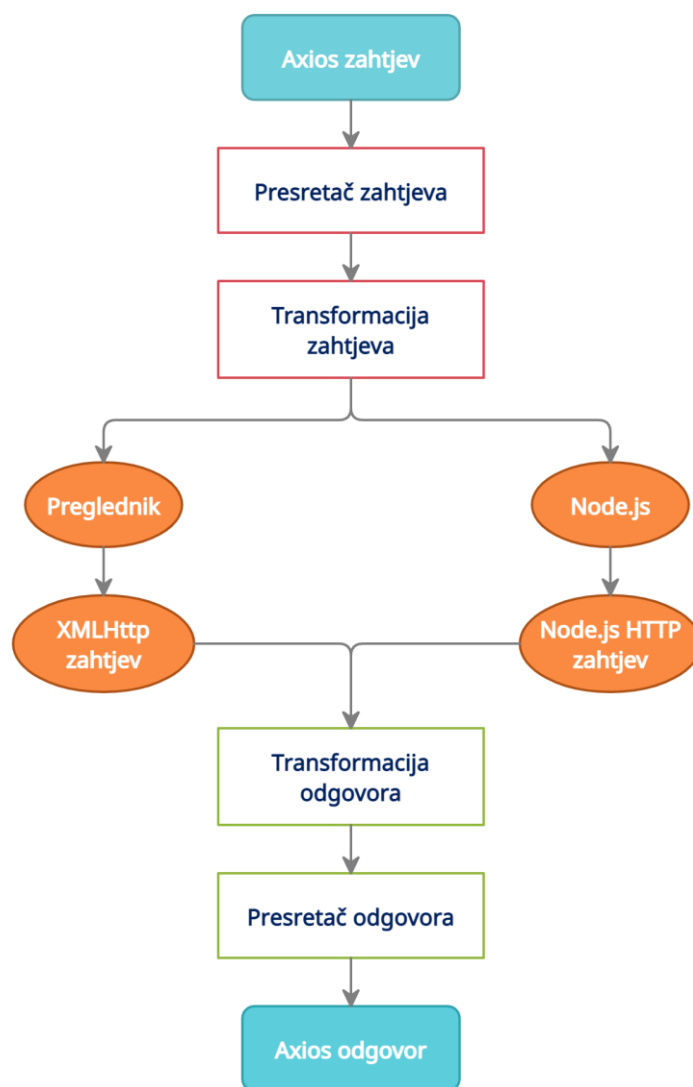 Axios zahtjev
Presretač zahtjeva
Transformacija
zahtjeva
Preglednik
Node.js
XMLHttp
zahtjev
Node.js HTTP
zahtjev
Transformacija
odgovora
Presretač odgovora
Axios odgovor